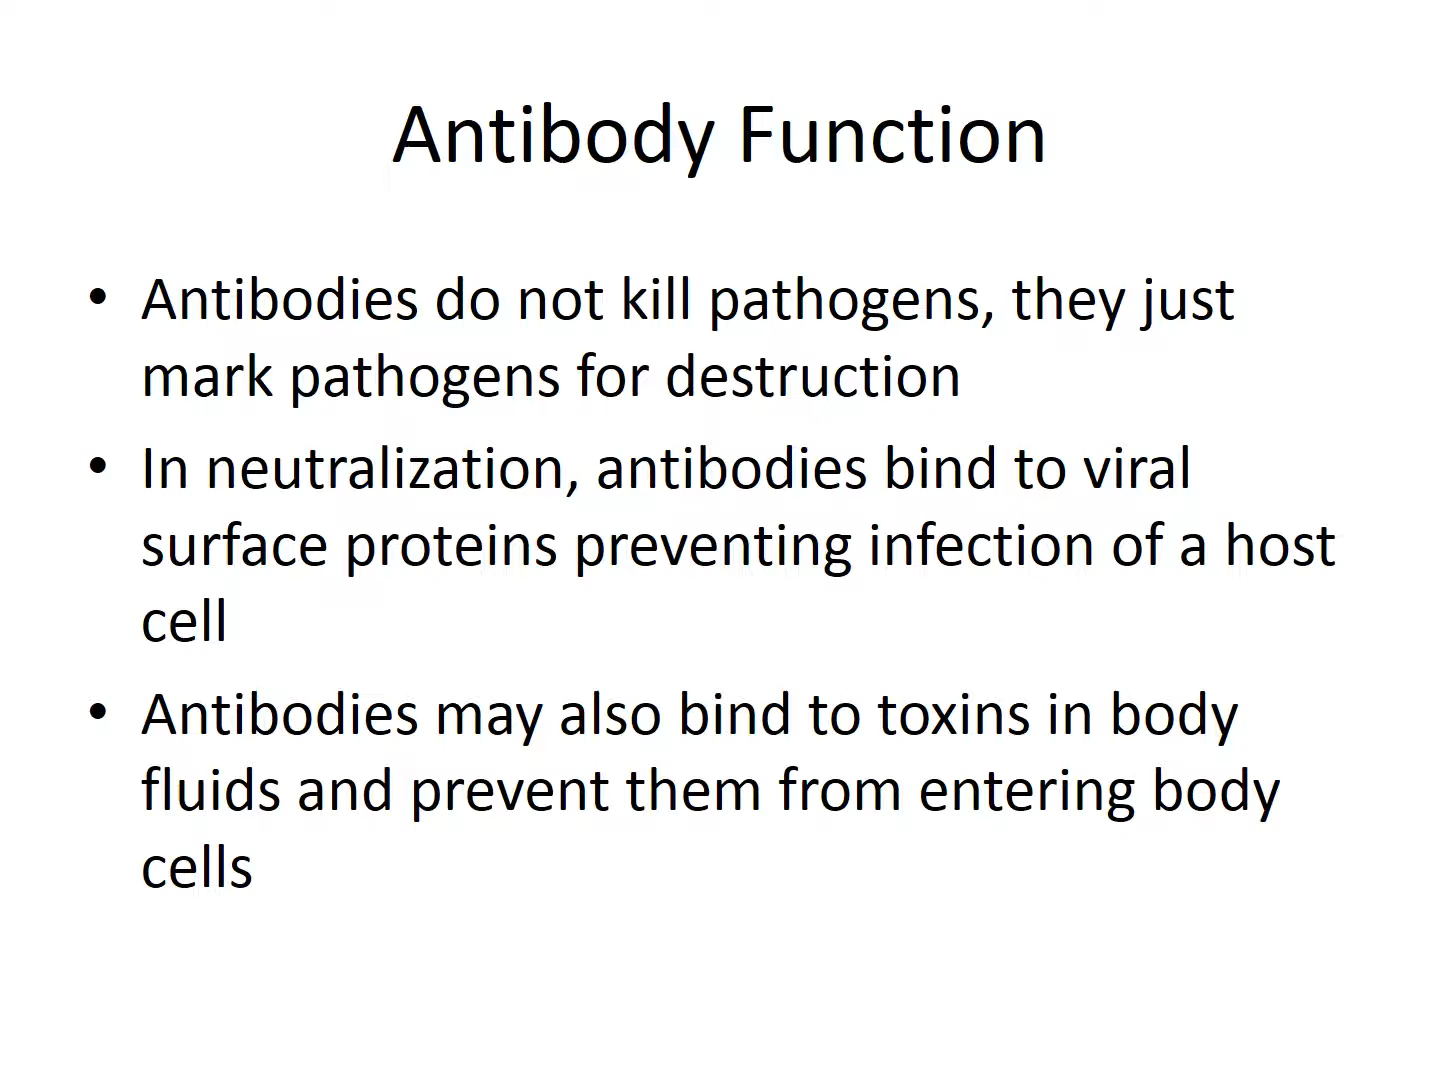 Antibody Function
• Antibodies do not kill pathogens, they just
mark pathogens for destruction
• In neutralization, antibodies bind to viral
surface proteins preventing infection of a host
cell
• Antibodies may also bind to toxins in body
fluids and prevent them from entering body
cells